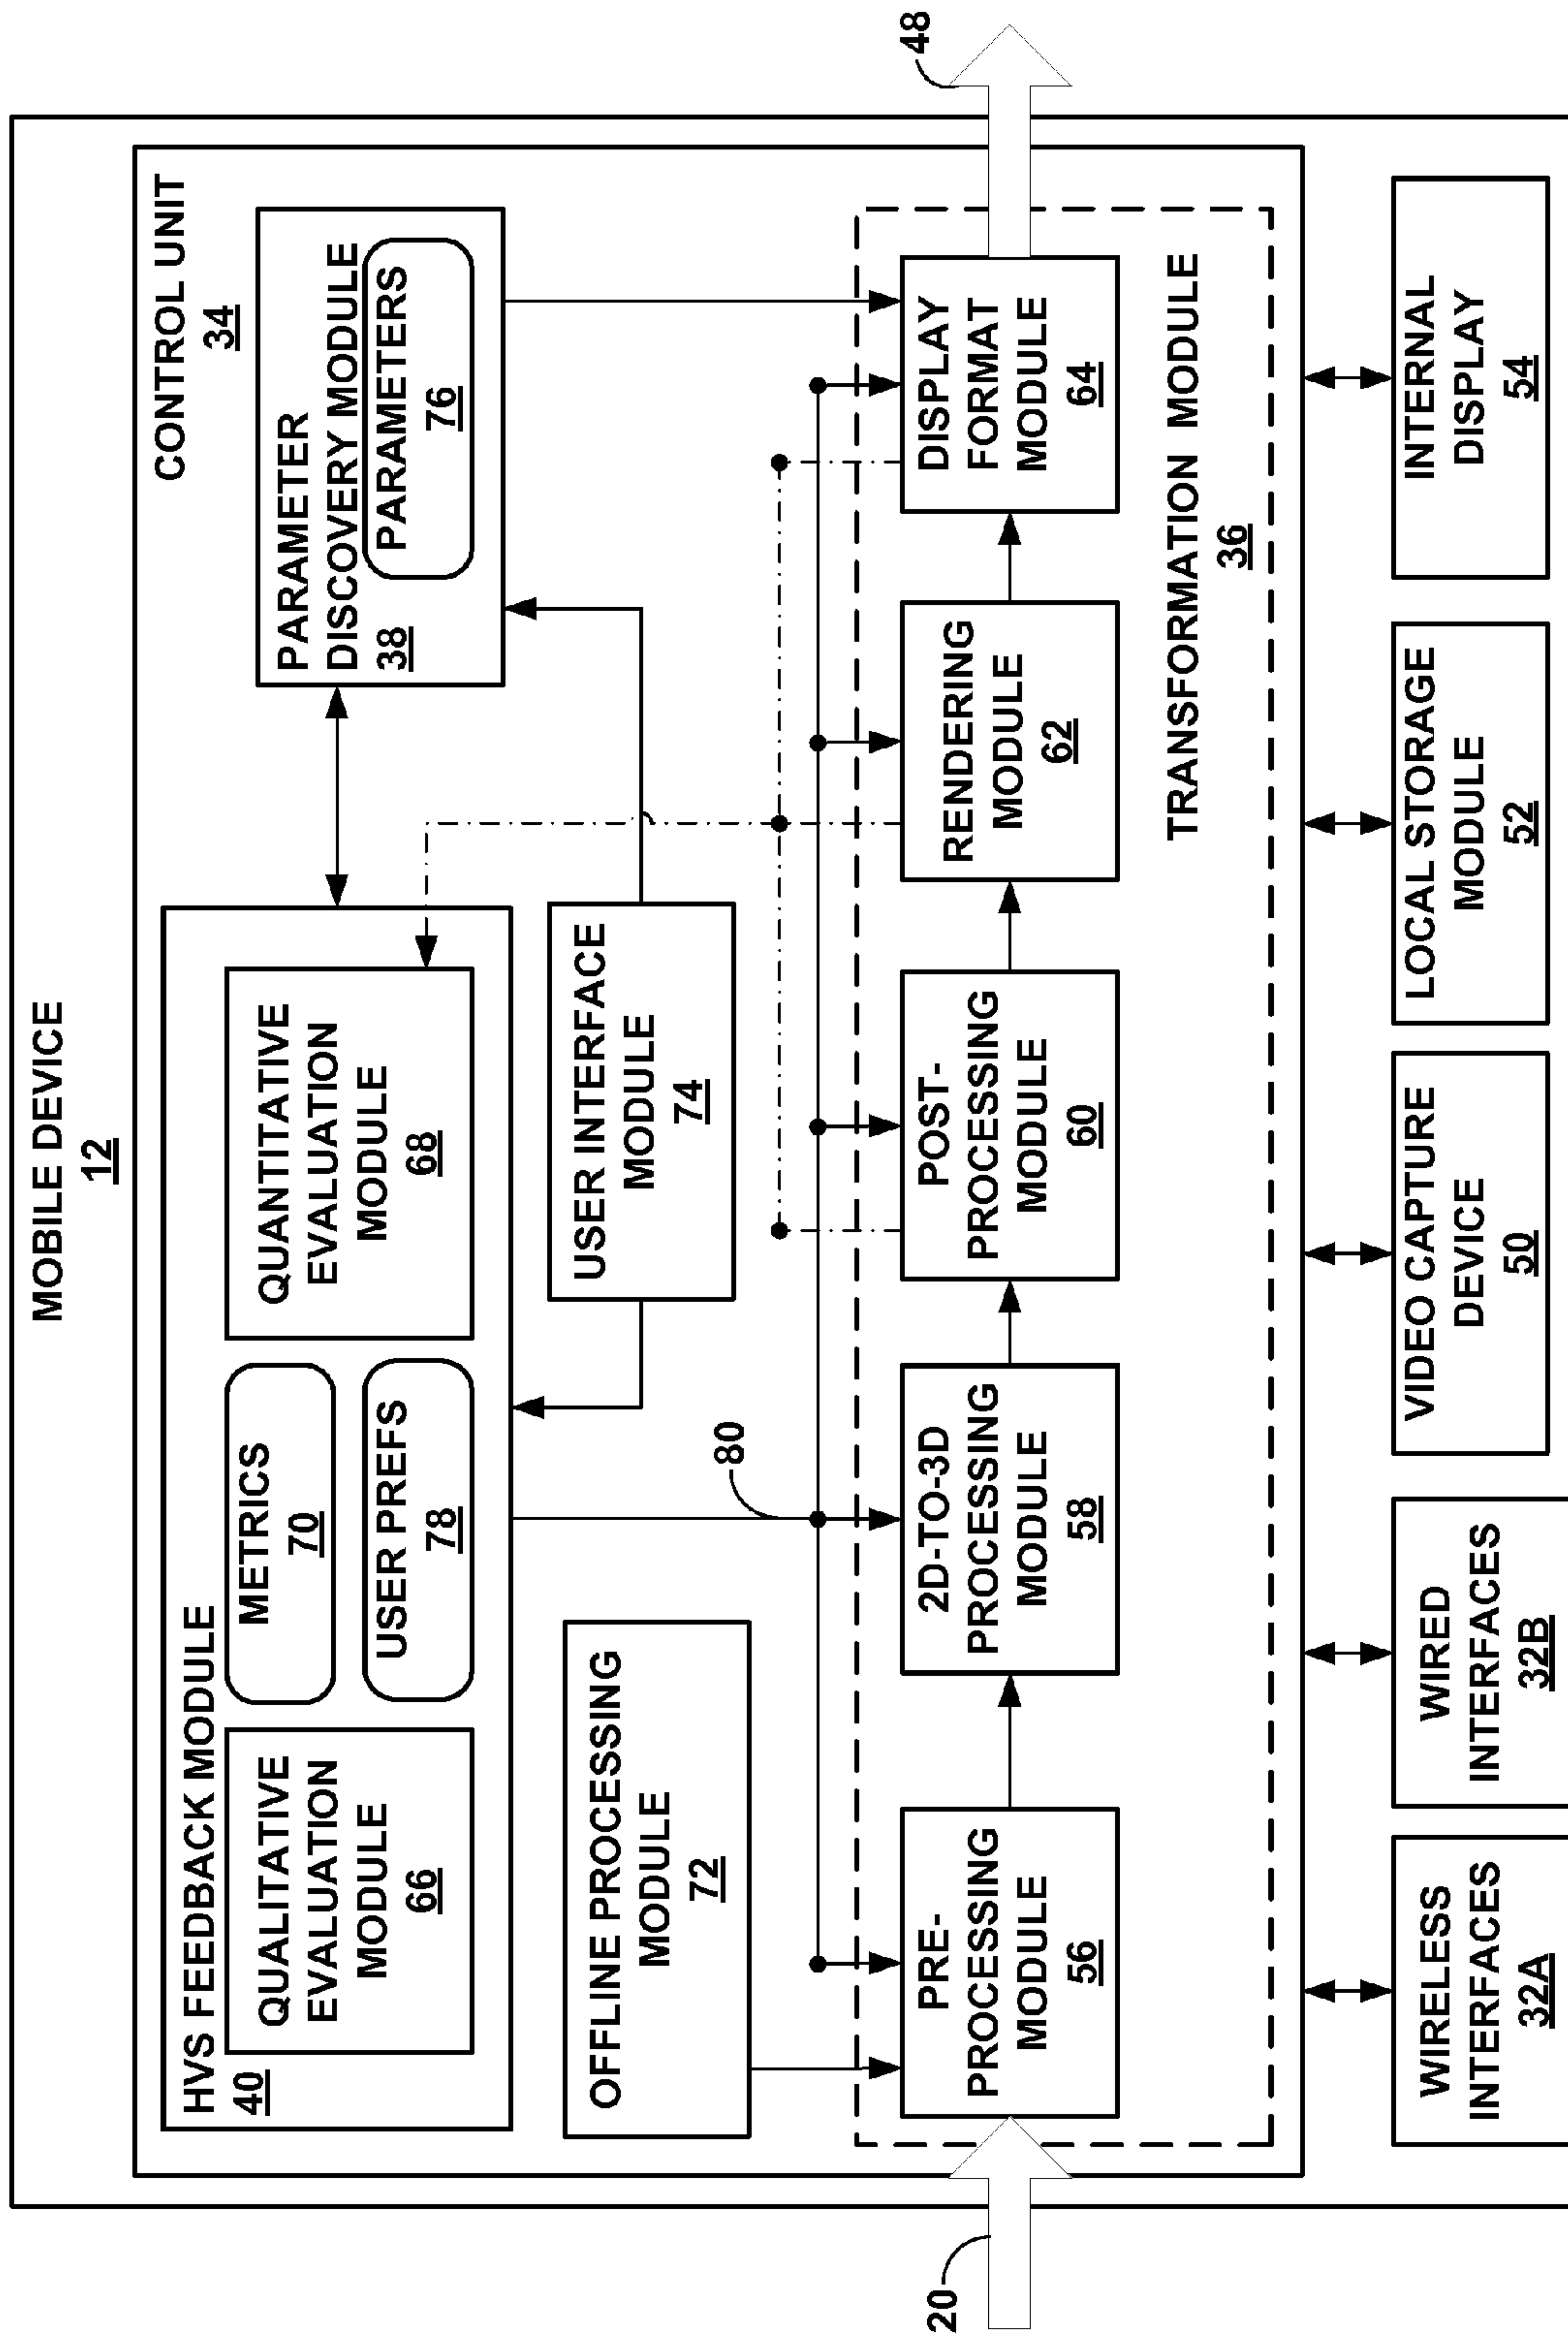 MOBILE DEVICE
12
CONTROL UNIT
34
HVS FEEDBACK MODULE
40
QUALITATIVE
EVALUATION
MODULE
66
METRICS
70
USER PREFS
78
QUANTITATIVE
EVALUATION
MODULE
68
PARAMETER
DISCOVERY MODULE
38
PARAMETERS
76
OFFLINE PROCESSING
MODULE
72
USER INTERFACE
MODULE
74
80
20
PRE-
PROCESSING
MODULE
56
2D-TO-3D
PROCESSING
MODULE
58
POST-
PROCESSING
MODULE
60
RENDERING
MODULE
62
DISPLAY
FORMAT
MODULE
64
48
TRANSFORMATION MODULE
36
WIRELESS
INTERFACES
32A
WIRED
INTERFACES
32B
VIDEO CAPTURE
DEVICE
50
LOCAL STORAGE
MODULE
52
INTERNAL
DISPLAY
54